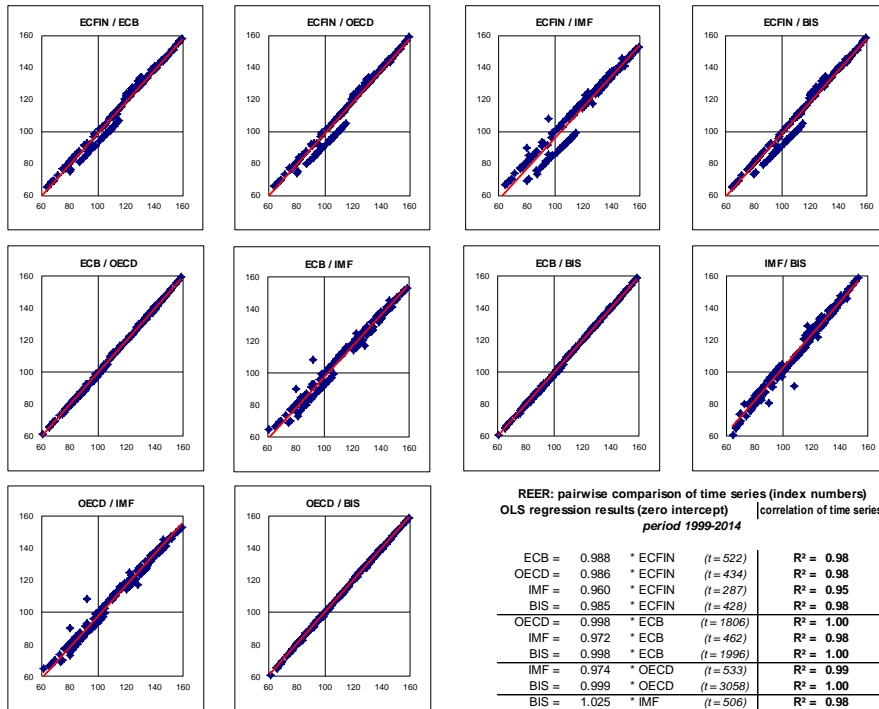 ECFIN / ECB
160
140
120
100
80
60
60 80 100 120 140 160
ECFIN / OECD
160
140
120
100
80
60
60 80 100 120 140 160
ECFIN / IMF
160
140
120
100
80
60
60 80 100 120 140 160
ECFIN / BIS
160
140
120
100
80
60
60 80 100 120 140 160
ECB / OECD
160
140
120
100
80
60
60 80 100 120 140 160
ECB / IMF
160
140
120
100
80
60
60 80 100 120 140 160
ECB / BIS
160
140
120
100
80
60
60 80 100 120 140 160
IMF/ BIS
160
140
120
100
80
60
60 80 100 120 140 160
OECD / IMF
160
140
120
100
80
60
60 80 100 120 140 160
OECD / BIS
160
140
120
100
80
60
60 80 100 120 140 160
REER: pairwise comparison of time series (index numbers)
OLS regression results (zero intercept) correlation of time series
period 1999-2014
ECB = 0.988 * ECFIN (t=522) R² = 0.98
OECD = 0.986 * ECFIN (t=434) R² = 0.98
IMF = 0.960 * ECFIN (t=287) R² = 0.95
BIS = 0.985 * ECFIN (t=428) R² = 0.98
OECD = 0.998 * ECB (t=1806) R² = 1.00
IMF = 0.972 * ECB (t=462) R² = 0.98
BIS = 0.998 * ECB (t=1996) R² = 1.00
IMF = 0.974 * OECD (t=533) R² = 0.99
BIS = 0.999 * OECD (t=3058) R² = 1.00
BIS = 1.025 * IMF (t=506) R² = 0.98